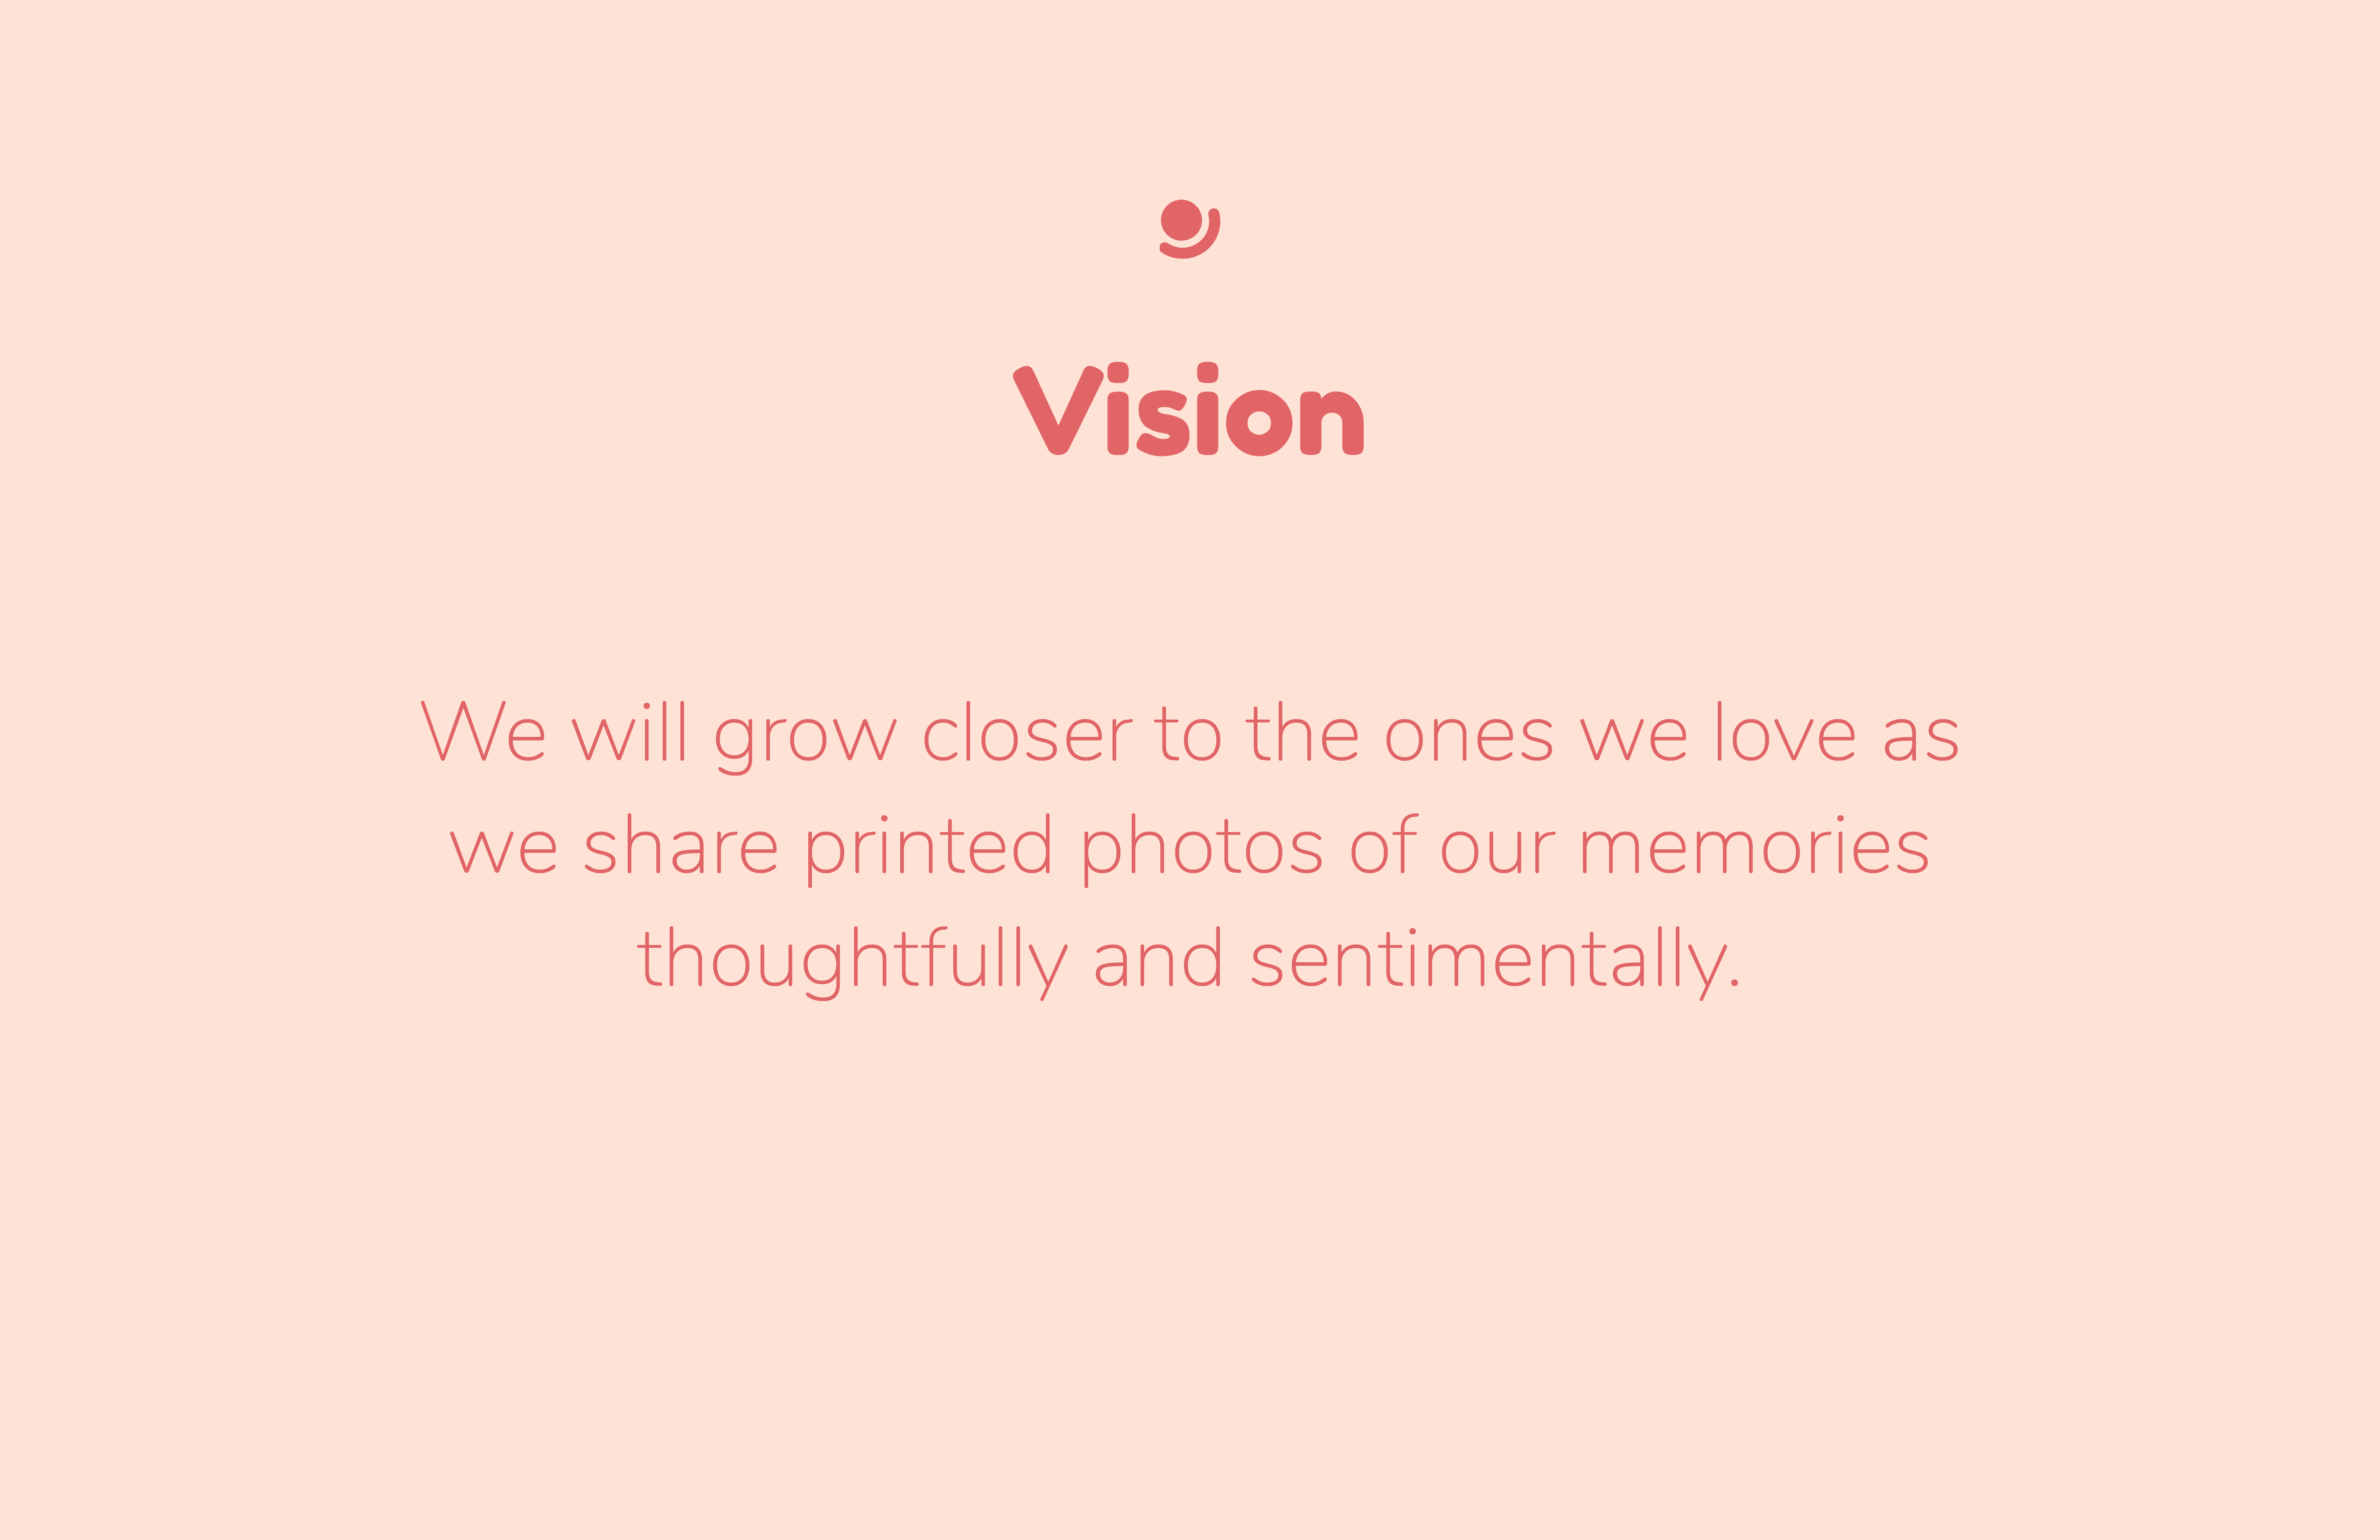 Vision
We will grow closer to the ones we love as
we share printed photos of our memories
thoughtfully and sentimentally.